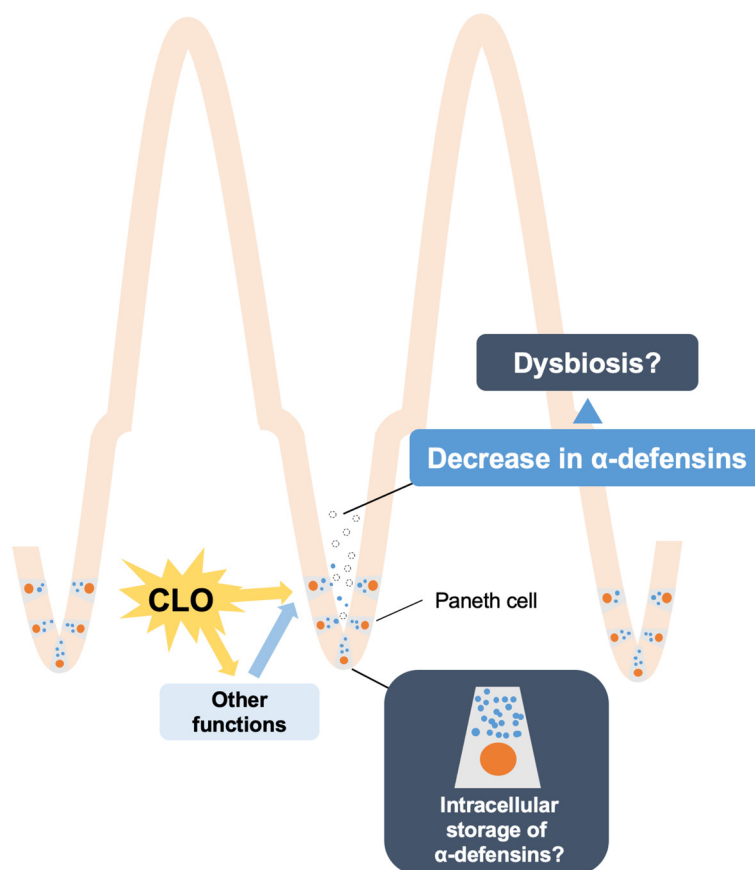 Dysbiosis?
Decrease in α-defensins
CLO
Paneth cell
Other
functions
Intracellular
storage of
α-defensins?